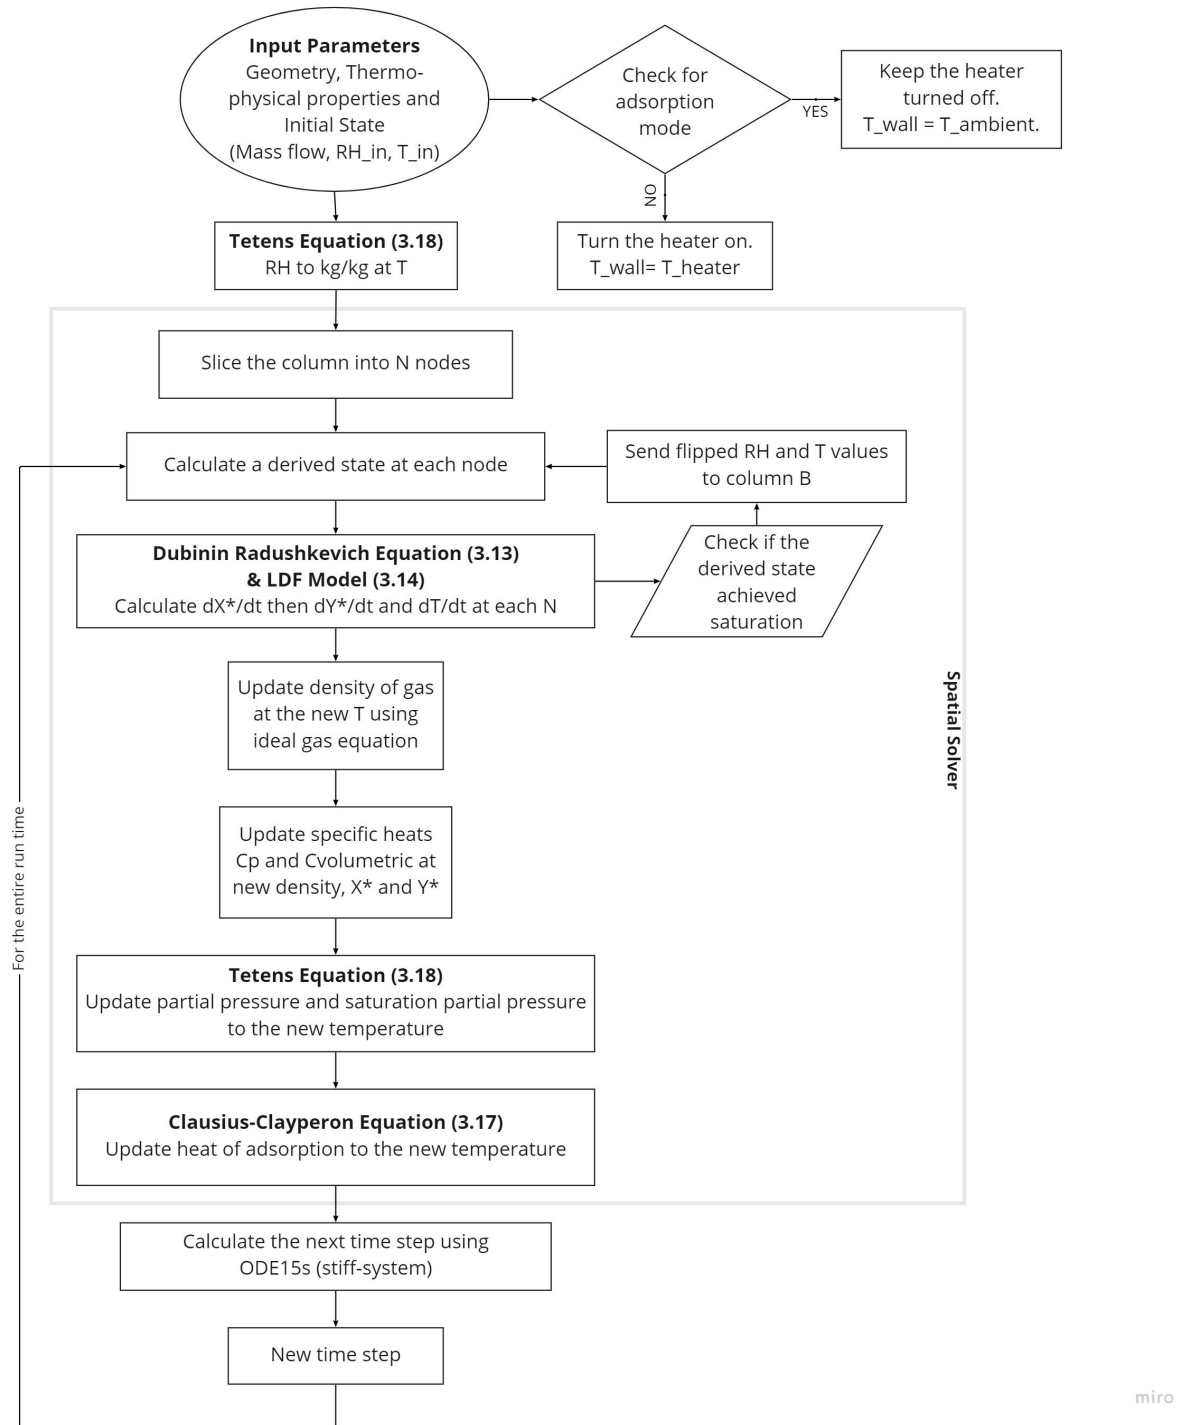 Input Parameters
Geometry, Thermo-
physical properties and
Initial State
(Mass flow, RH_in, T_in)
Check for
adsorption
mode
YES
Keep the heater
turned off.
T_wall = T_ambient.
NO
Turn the heater on.
T_wall= T_heater
Tetens Equation (3.18)
RH to kg/kg at T
Slice the column into N nodes
Calculate a derived state at each node
Send flipped RH and T values
to column B
Dubinin Radushkevich Equation (3.13)
& LDF Model (3.14)
Calculate dX*/dt then dY*/dt and dT/dt at each N
Check if the
derived state
achieved
saturation
Update density of gas
at the new T using
ideal gas equation
Spatial Solver
Update specific heats
Cp and Cvolumetric at
new density, X* and Y*
For the entire run time
Tetens Equation (3.18)
Update partial pressure and saturation partial pressure
to the new temperature
Clausius-Clayperon Equation (3.17)
Update heat of adsorption to the new temperature
Calculate the next time step using
ODE15s (stiff-system)
New time step
miro